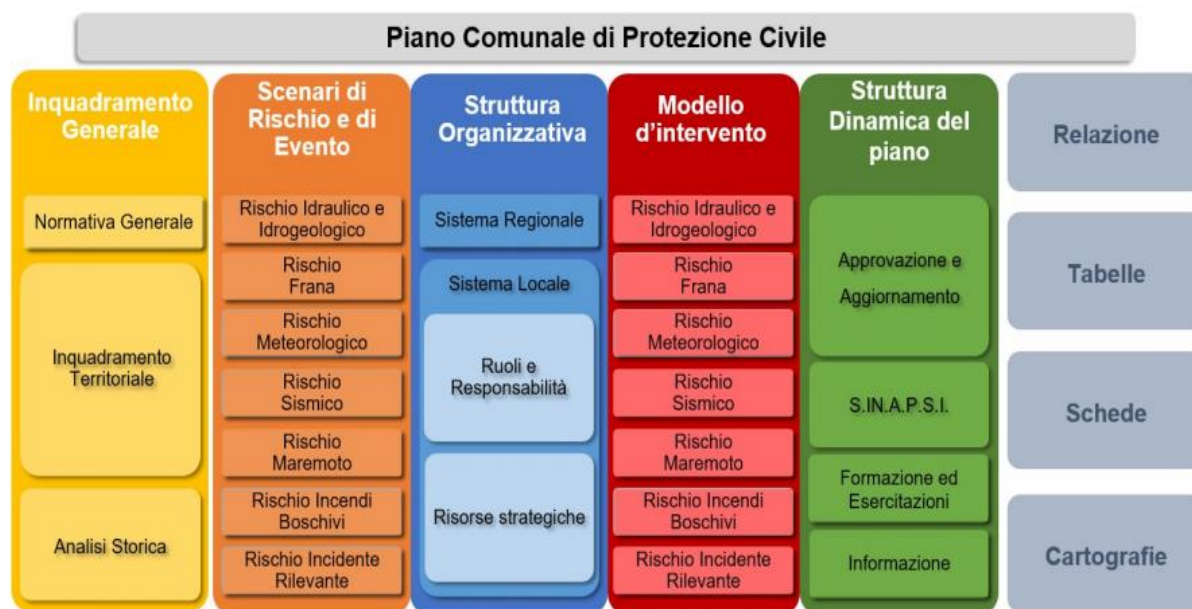 Piano Comunale di Protezione Civile
Inquadramento
Generale
Normativa Generale
Inquadramento
Territoriale
Analisi Storica
Scenari di
Rischio e di
Evento
Rischio Idraulico e
Idrogeologico
Rischio
Frana
Rischio
Meteorologico
Rischio
Sismico
Rischio
Maremoto
Rischio Incendi
Boschivi
Rischio Incidente
Rilevante
Struttura
Organizzativa
Sistema Regionale
Sistema Locale
Ruoli e
Responsabilità
Risorse strategiche
Modello
d’intervento
Rischio Idraulico e
Idrogeologico
Rischio
Frana
Rischio
Meteorologico
Rischio
Sismico
Rischio
Maremoto
Rischio Incendi
Boschivi
Rischio Incidente
Rilevante
Struttura
Dinamica del
piano
Approvazione e
Aggiornamento
S.IN.A.P.S.I.
Formazione ed
Esercitazioni
Informazione
Relazione
Tabelle
Schede
Cartografie